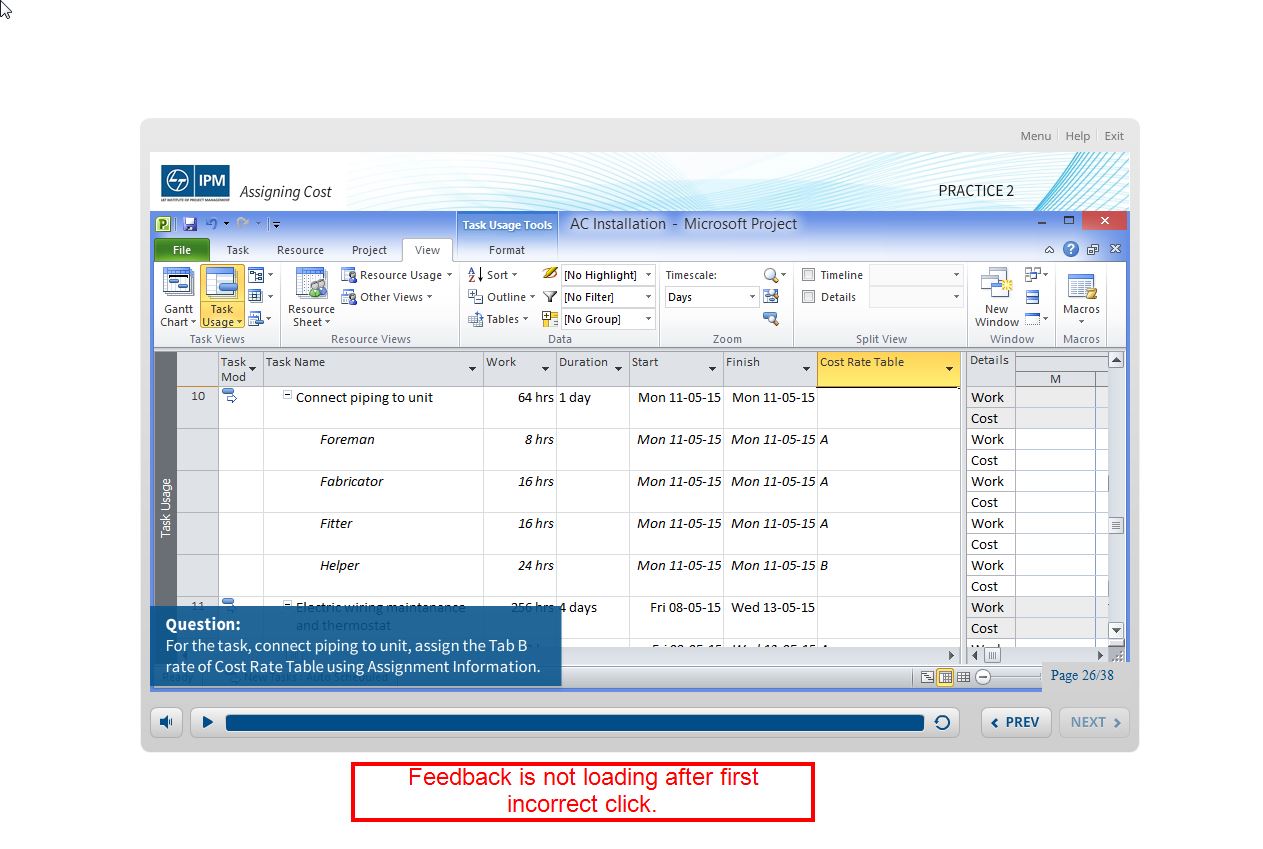 Menu Help Exit
IPM
L&T INSTITUTE OF PROJECT MANAGEMENT
Assigning Cost
PRACTICE 2
Task Usage Tools AC Installation - Microsoft Project
File Task Resource Project View Format
Gantt Chart
Task Usage
Task Views
Resource Sheet
Resource Usage
Other Views
Resource Views
Sort [No Highlight]
Outline [No Filter]
Tables [No Group]
Data
Timescale:
Days
Zoom
Timeline
Details
Split View
New Window
Window
Macros
Macros
Task Mod Task Name Work Duration Start Finish Cost Rate Table Details
M
10 Connect piping to unit 64 hrs 1 day Mon 11-05-15 Mon 11-05-15 Work
Cost
Foreman 8 hrs Mon 11-05-15 Mon 11-05-15 A Work
Cost
Fabricator 16 hrs Mon 11-05-15 Mon 11-05-15 A Work
Cost
Fitter 16 hrs Mon 11-05-15 Mon 11-05-15 A Work
Cost
Helper 24 hrs Mon 11-05-15 Mon 11-05-15 B Work
Cost
11 Electric wiring maintanance and thermostat 256 hrs 4 days Fri 08-05-15 Wed 13-05-15 Work
Cost
Task Usage
Question:
For the task, connect piping to unit, assign the Tab B
rate of Cost Rate Table using Assignment Information.
Ready New Tasks : Auto Scheduled
Page 26/38
PREV NEXT
Feedback is not loading after first
incorrect click.